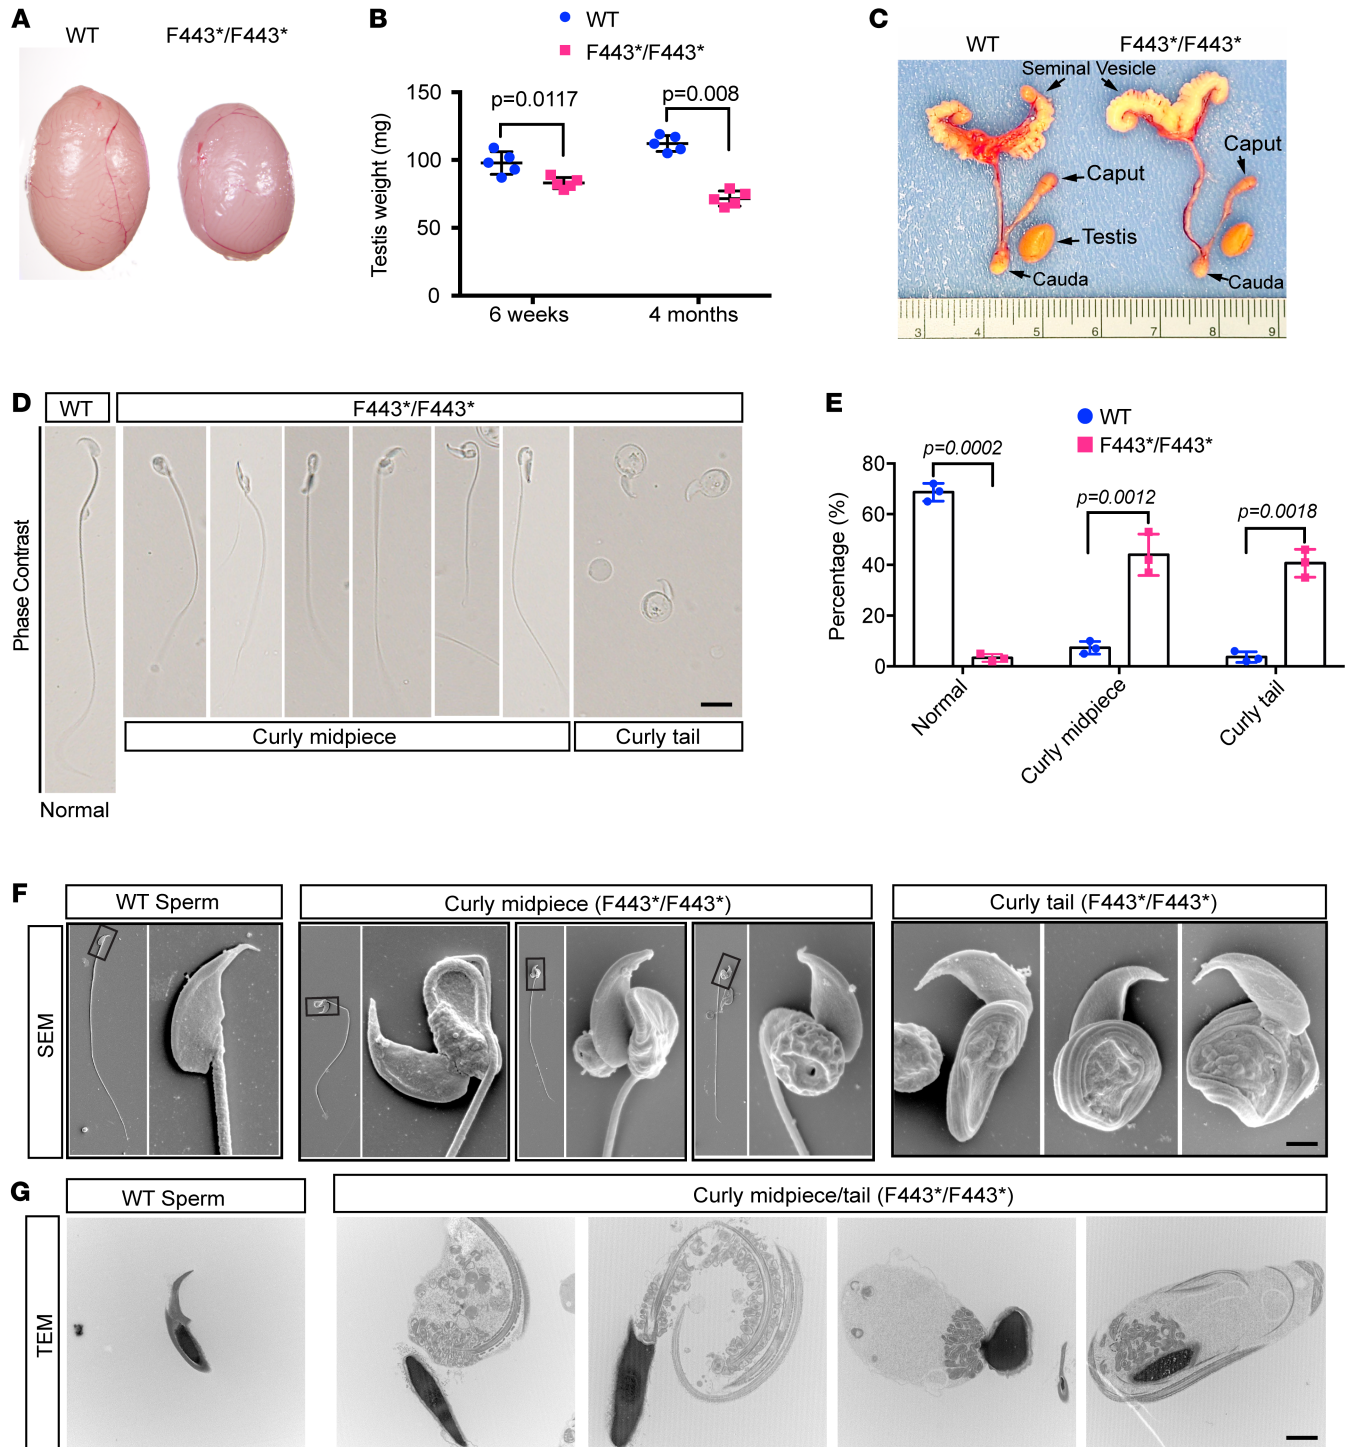 A
WT
F443*/F443*
B
WT
F443*/F443*
Testis weight (mg)
150
100
50
0
p=0.0117
p=0.008
6 weeks
4 months
C
WT
F443*/F443*
Seminal Vesicle
Caput
Caput
Testis
Cauda
Cauda
3 4 5 6 7 8 9
D
WT
F443*/F443*
Phase Contrast
Curly midpiece
Curly tail
Normal
E
WT
F443*/F443*
Percentage (%)
80
60
40
20
0
p=0.0002
p=0.0012
p=0.0018
Normal
Curly midpiece
Curly tail
F
WT Sperm
Curly midpiece (F443*/F443*)
Curly tail (F443*/F443*)
SEM
G
WT Sperm
Curly midpiece/tail (F443*/F443*)
TEM